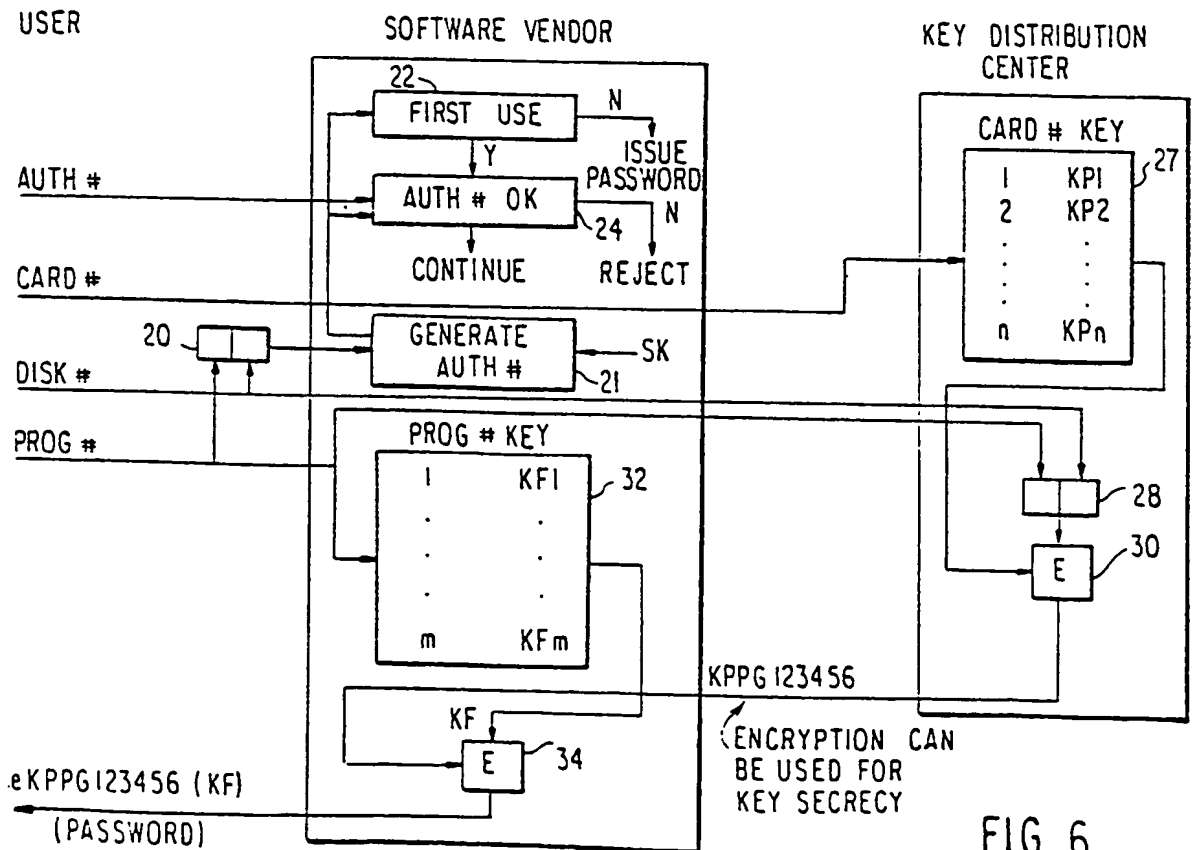 USER
SOFTWARE VENDOR
KEY DISTRIBUTION
CENTER
22
FIRST USE
N
Y
ISSUE
PASSWORD
CARD # KEY
27
1 KP1
2 KP2
n KPn
AUTH #
AUTH # OK
24
N
CONTINUE
REJECT
CARD #
20
GENERATE
AUTH #
SK
21
DISK #
PROG #
PROG # KEY
32
1 KF1
m KFm
28
E
30
KPPG123456
KF
E
34
ENCRYPTION CAN
BE USED FOR
KEY SECRECY
eKPPG123456 (KF)
(PASSWORD)
FIG 6